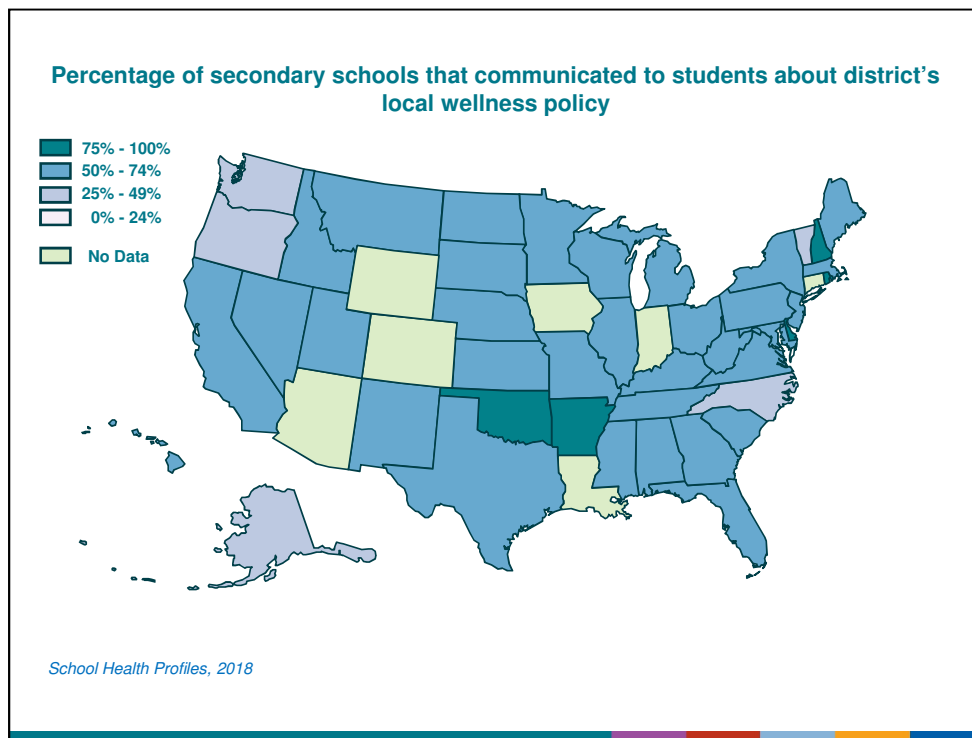 Percentage of secondary schools that communicated to students about district's
local wellness policy
75% - 100%
50% - 74%
25% - 49%
0% - 24%
No Data
School Health Profiles, 2018